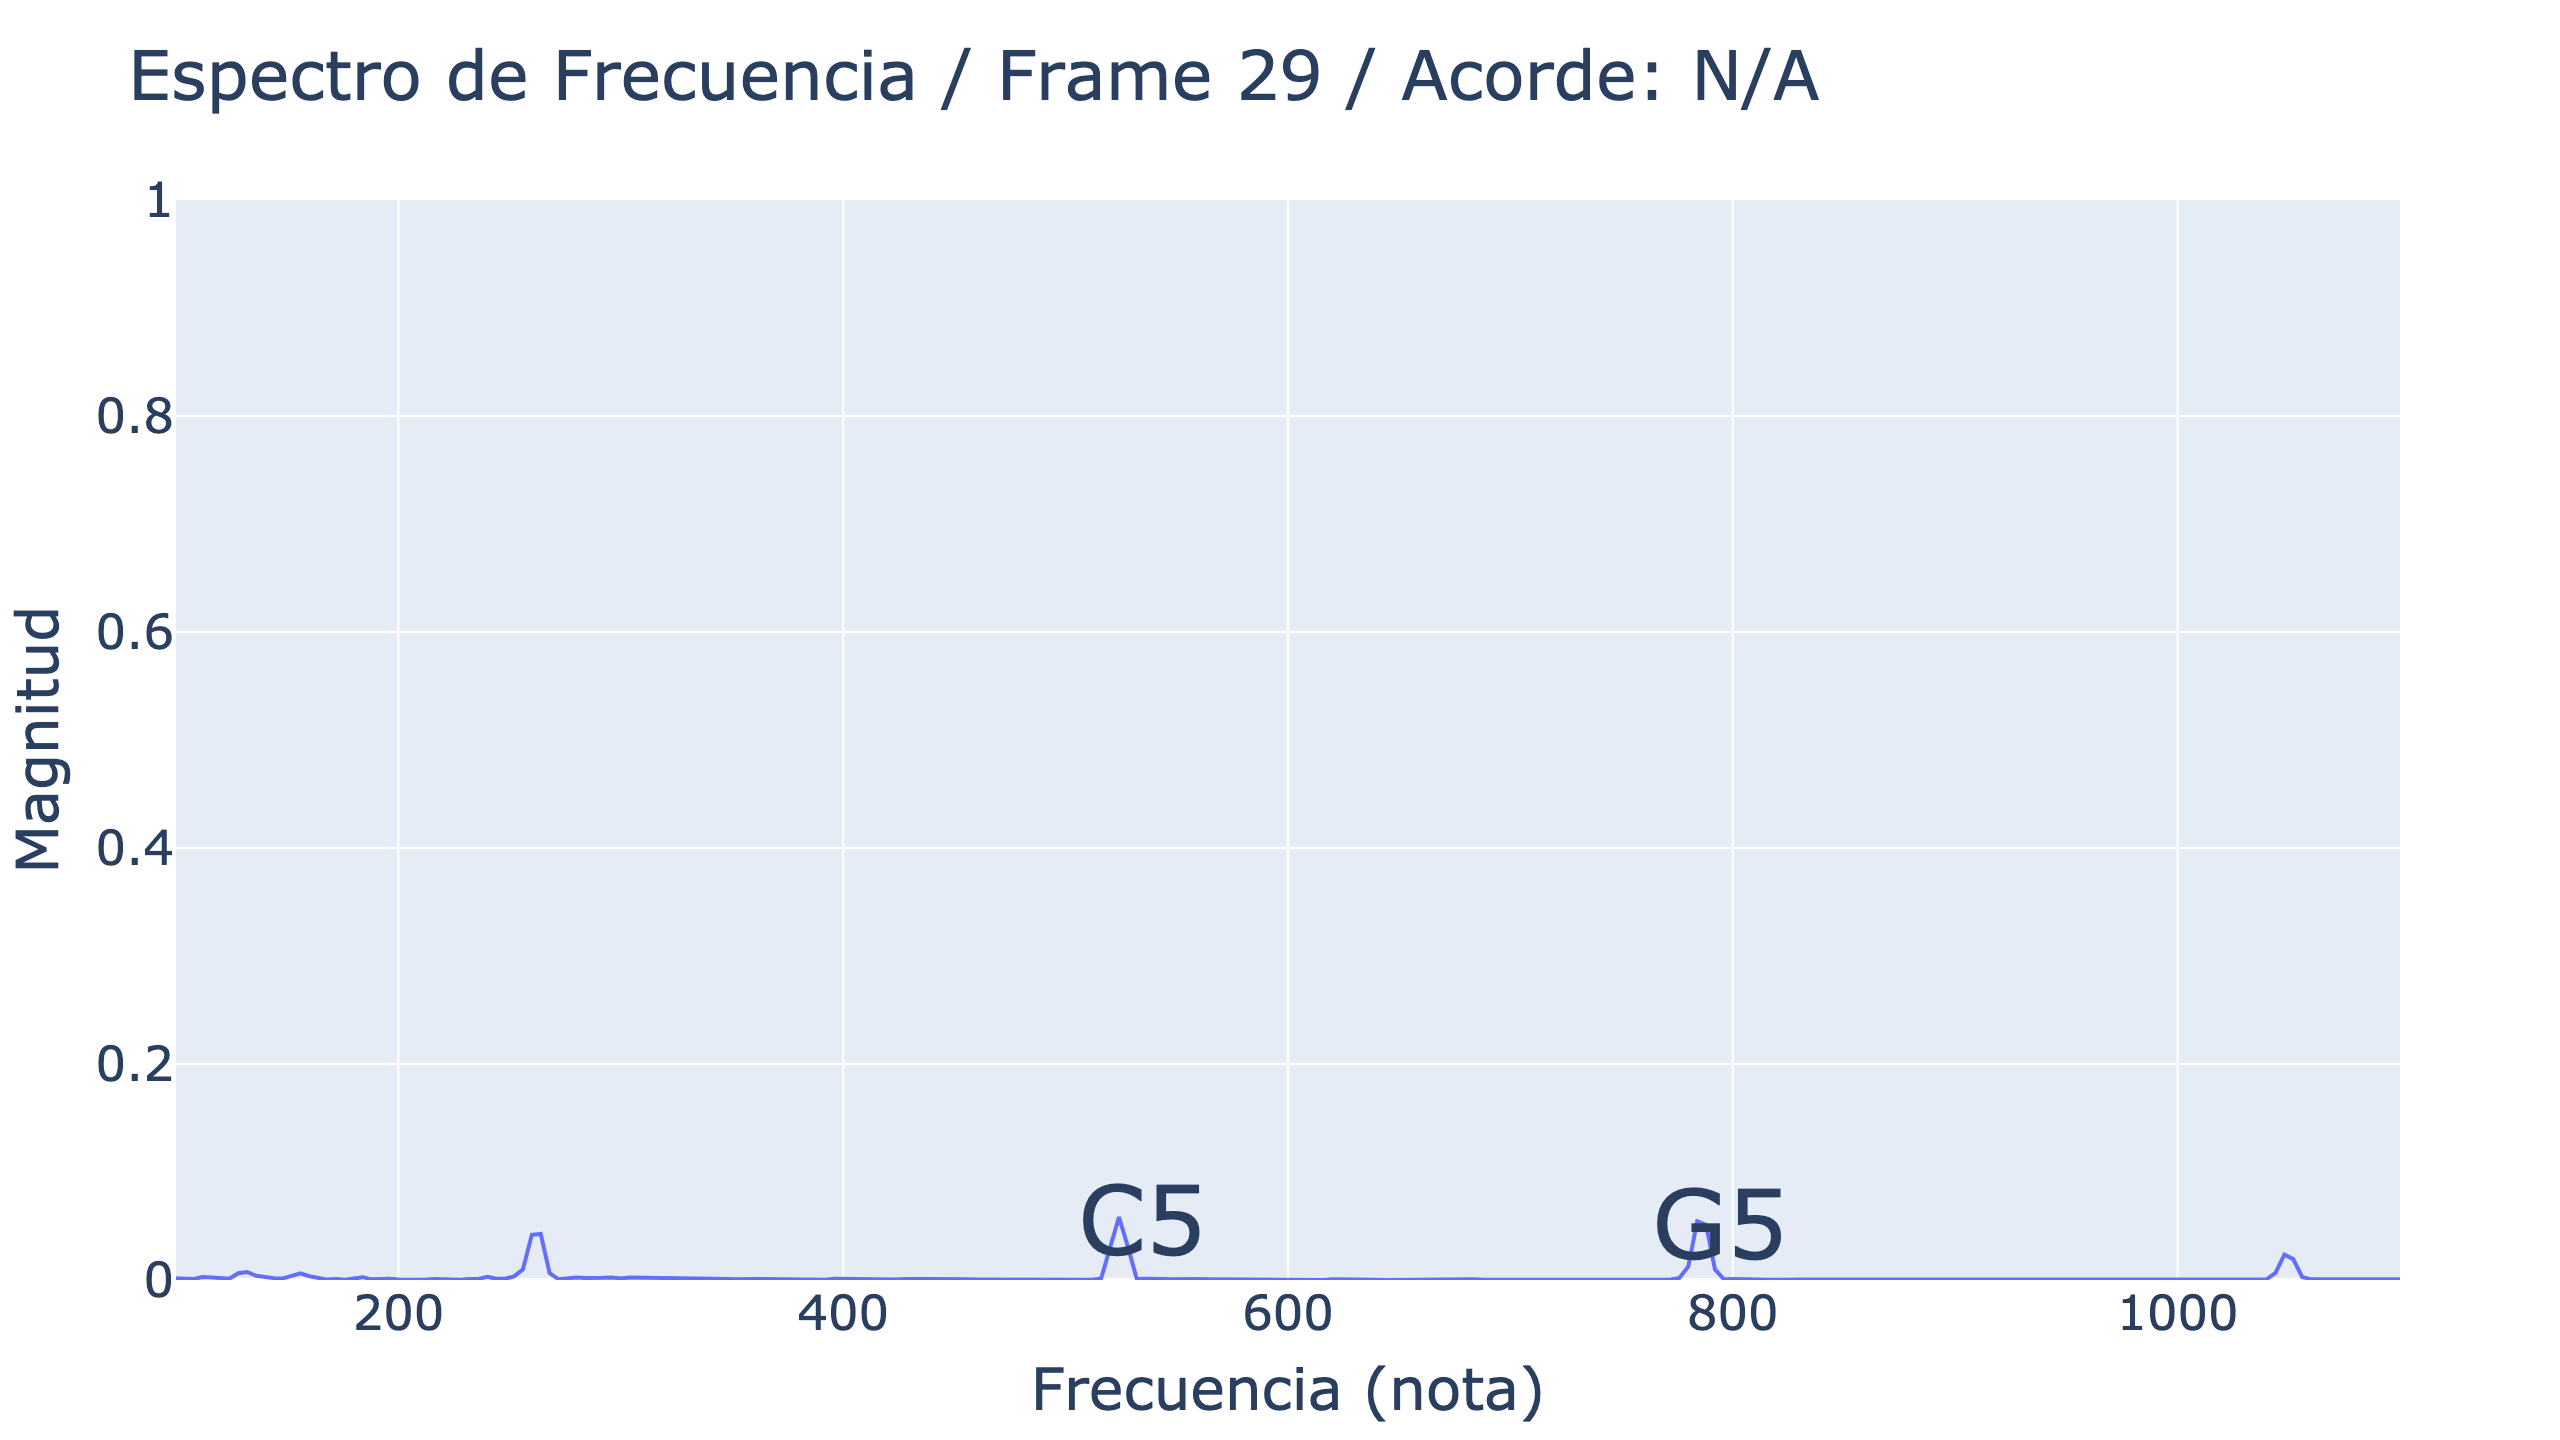 Espectro de Frecuencia / Frame 29 / Acorde: N/A
1
0.8
0.6
0.4
0.2
0
Magnitud
C5
G5
200 400 600 800 1000
Frecuencia (nota)